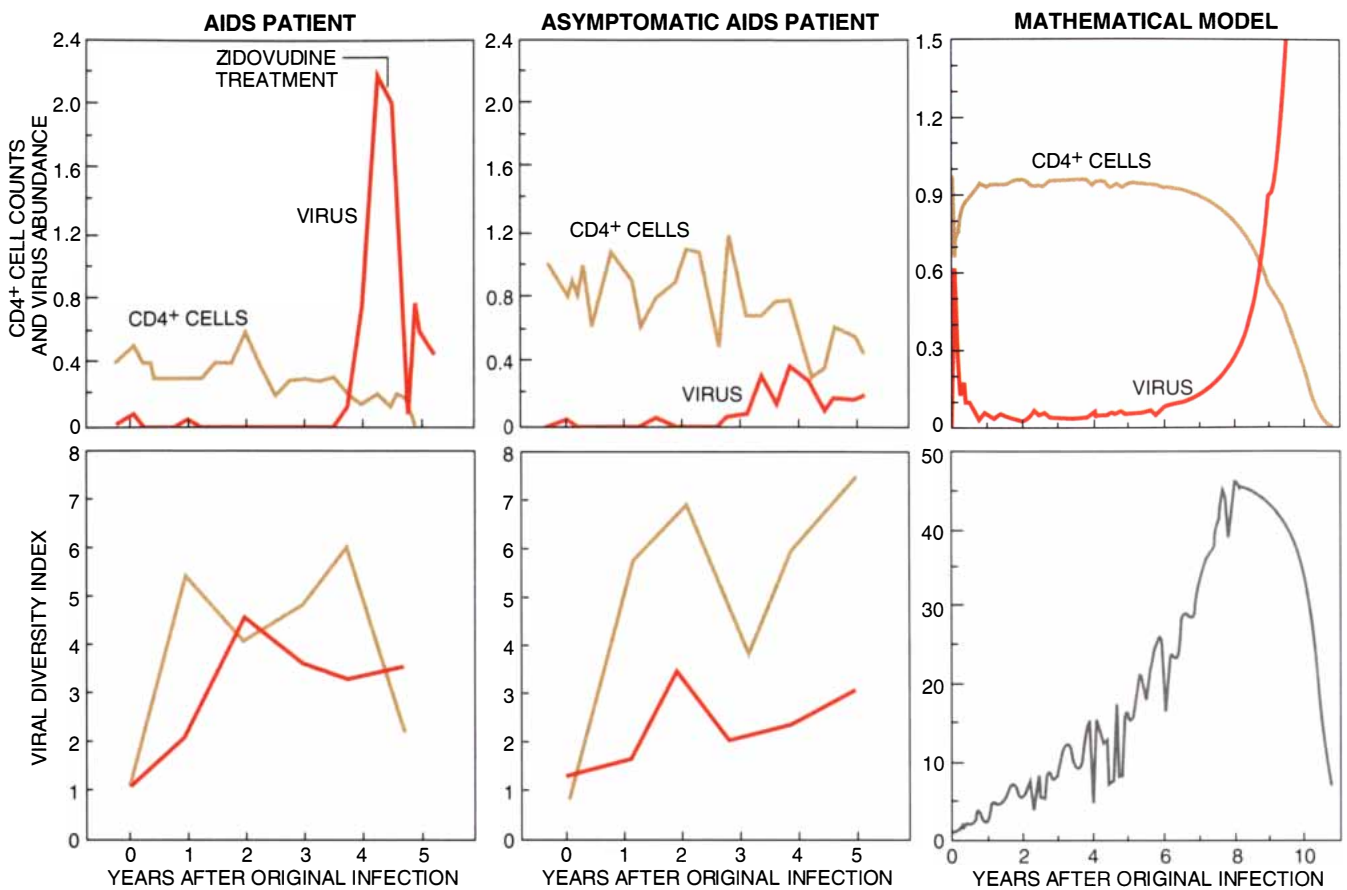 AIDS PATIENT
ASYMPTOMATIC AIDS PATIENT
MATHEMATICAL MODEL
CD4+ CELL COUNTS
AND VIRUS ABUNDANCE
2.4
2.0
1.6
1.2
0.8
0.4
0
ZIDOVUDINE
TREATMENT
VIRUS
CD4+ CELLS
2.4
2.0
1.6
1.2
0.8
0.4
0
CD4+ CELLS
VIRUS
1.5
1.2
0.9
0.6
0.3
0
CD4+ CELLS
VIRUS
VIRAL DIVERSITY INDEX
8
7
6
5
4
3
2
1
0
0 1 2 3 4 5
YEARS AFTER ORIGINAL INFECTION
8
7
6
5
4
3
2
1
0
0 1 2 3 4 5
YEARS AFTER ORIGINAL INFECTION
50
40
30
20
10
0
0 2 4 6 8 10
YEARS AFTER ORIGINAL INFECTION